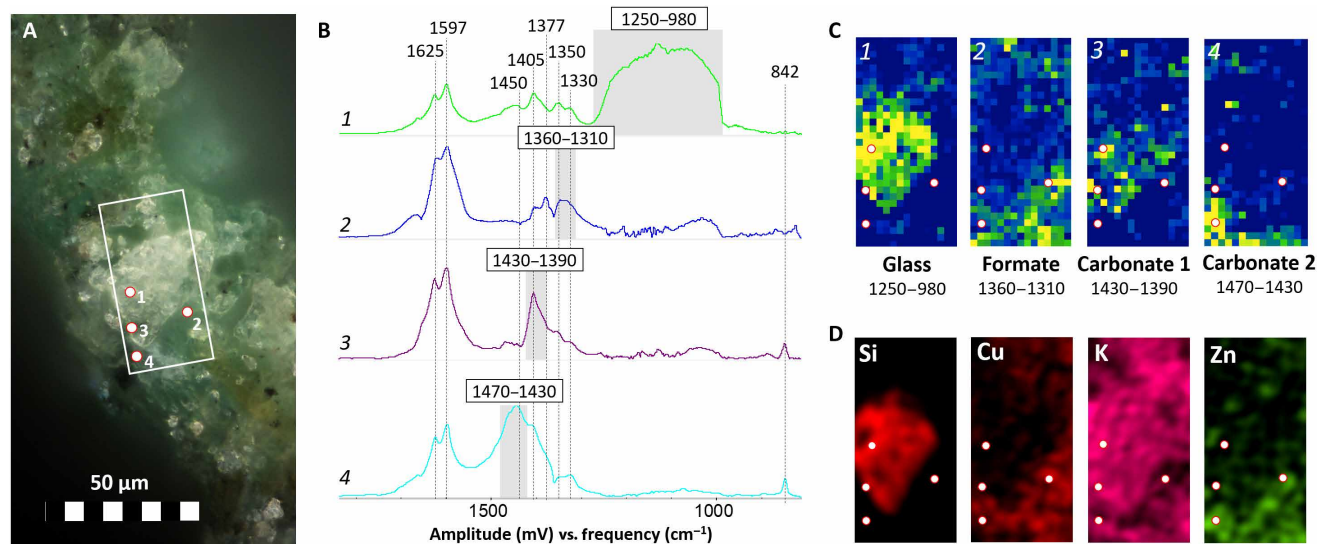 A
1
3
2
4
50 µm
B
1597
1625
1377
1405
1350
1450
1330
1250–980
842
1
1360–1310
2
1430–1390
3
1470–1430
4
1500
1000
Amplitude (mV) vs. frequency (cm⁻¹)
C
1
2
3
4
Glass
Formate
Carbonate 1
Carbonate 2
1250–980
1360–1310
1430–1390
1470–1430
D
Si
Cu
K
Zn